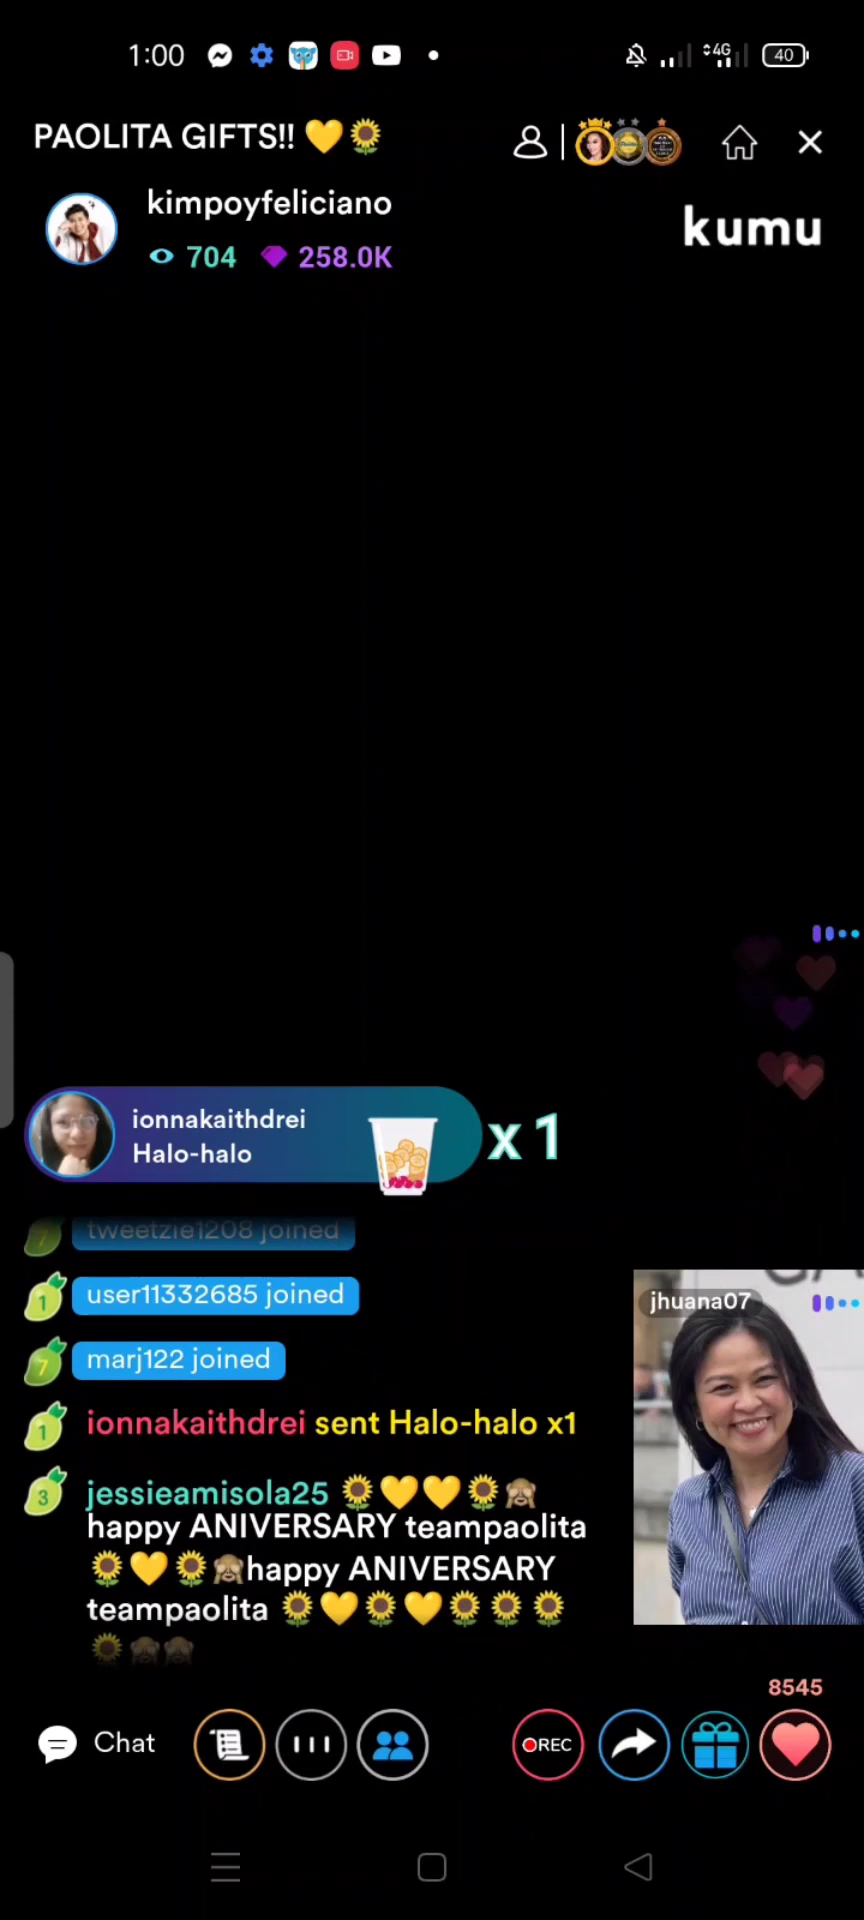 1:00
4G
40
PAOLITA GIFTS!! 💛🌻
kimpoyfeliciano
704 258.0K
kumu
ionnakaithdrei
Halo-halo
x 1
7 tweetzie1208 joined
1 user11332685 joined
7 marj122 joined
1 ionnakaithdrei sent Halo-halo x1
3 jessieamisola25 🌻💛💛🌻🙈
happy ANIVERSARY teampaolita
🌻💛🌻🙈happy ANIVERSARY
teampaolita 🌻💛🌻💛🌻🌻🌻
🌻🙈🙈
jhuana07
8545
Chat
REC